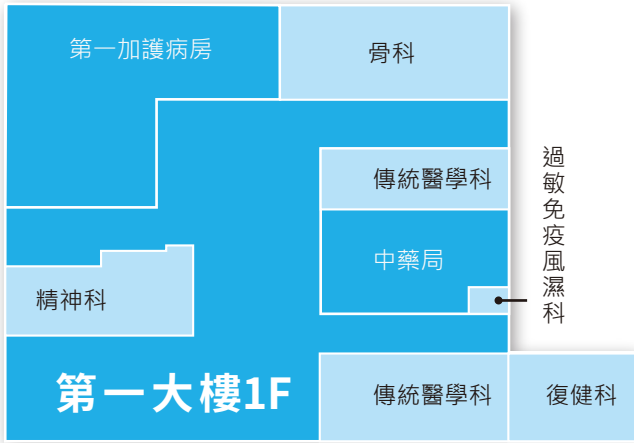 第一加護病房
骨科
傳統醫學科
過敏免疫風濕科
中藥局
精神科
第一大樓1F
傳統醫學科
復健科